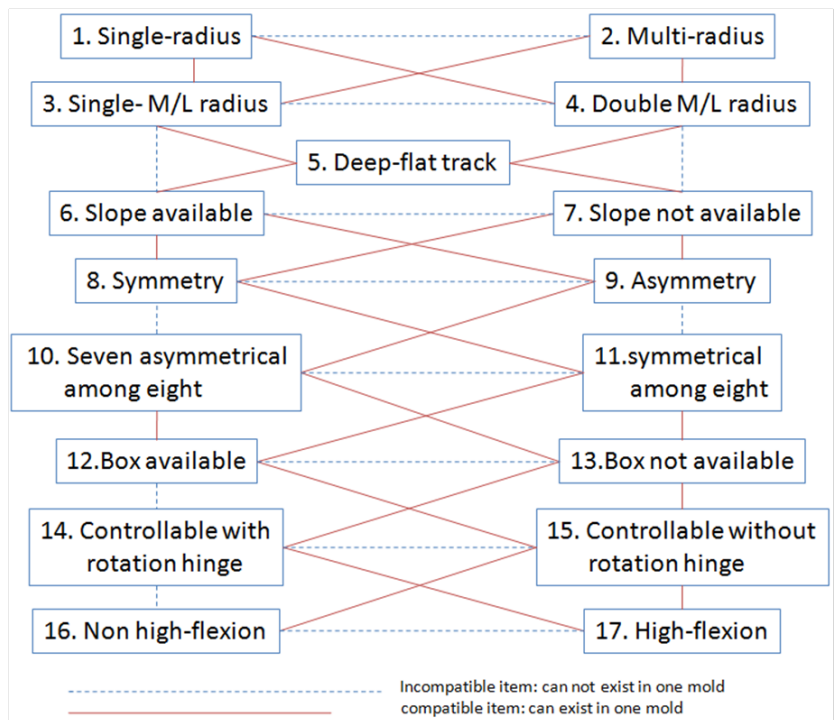 1. Single-radius
2. Multi-radius
3. Single- M/L radius
4. Double M/L radius
5. Deep-flat track
6. Slope available
7. Slope not available
8. Symmetry
9. Asymmetry
10. Seven asymmetrical
among eight
11.symmetrical
among eight
12.Box available
13.Box not available
14. Controllable with
rotation hinge
15. Controllable without
rotation hinge
16. Non high-flexion
17. High-flexion
Incompatible item: can not exist in one mold
compatible item: can exist in one mold